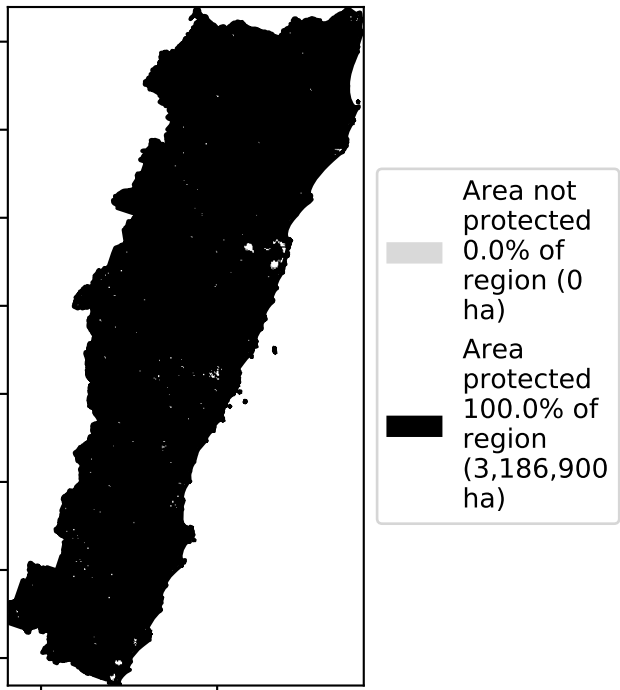 Area not
protected
0.0% of
region (0
ha)
Area
protected
100.0% of
region
(3,186,900
ha)